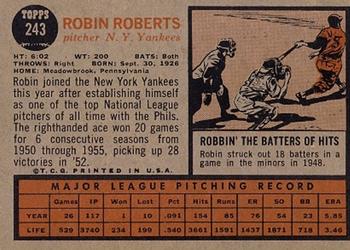 TOPPS
243
ROBIN ROBERTS
pitcher N. Y. Yankees
HT: 6:02 WT: 200 BATS: Both
THROWS: Right BORN: Sept. 30, 1926
HOME: Meadowbrook, Pennsylvania
Robin joined the New York Yankees
this year after establishing himself
as one of the top National League
pitchers of all time with the Phils.
The righthanded ace won 20 games
for 6 consecutive seasons from
1950 through 1955, picking up 28
victories in '52.
© T.C.G. PRINTED IN U.S.A.
ROBBIN' THE BATTERS OF HITS
Robin struck out 18 batters in
a game in the minors in 1948.
MAJOR LEAGUE PITCHING RECORD
Games IP Won Lost Pct. Hits R ER SO BB ERA
YEAR 26 117 1 10 .091 154 85 76 54 23 5.85
LIFE 529 3740 234 199 .540 3661 1591 1437 1871 718 3.46